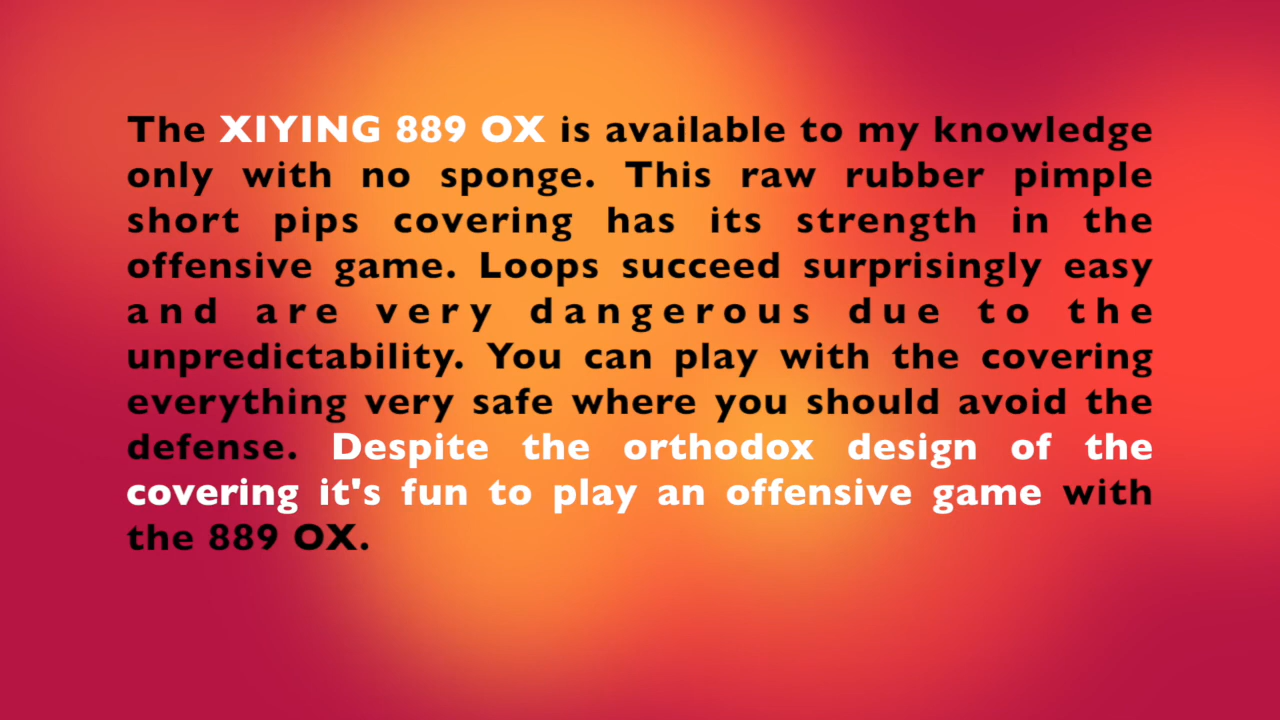 The XIYING 889 OX is available to my knowledge
only with no sponge. This raw rubber pimple
short pips covering has its strength in the
offensive game. Loops succeed surprisingly easy
and are very dangerous due to the
unpredictability. You can play with the covering
everything very safe where you should avoid the
defense. Despite the orthodox design of the
covering it's fun to play an offensive game with
the 889 OX.